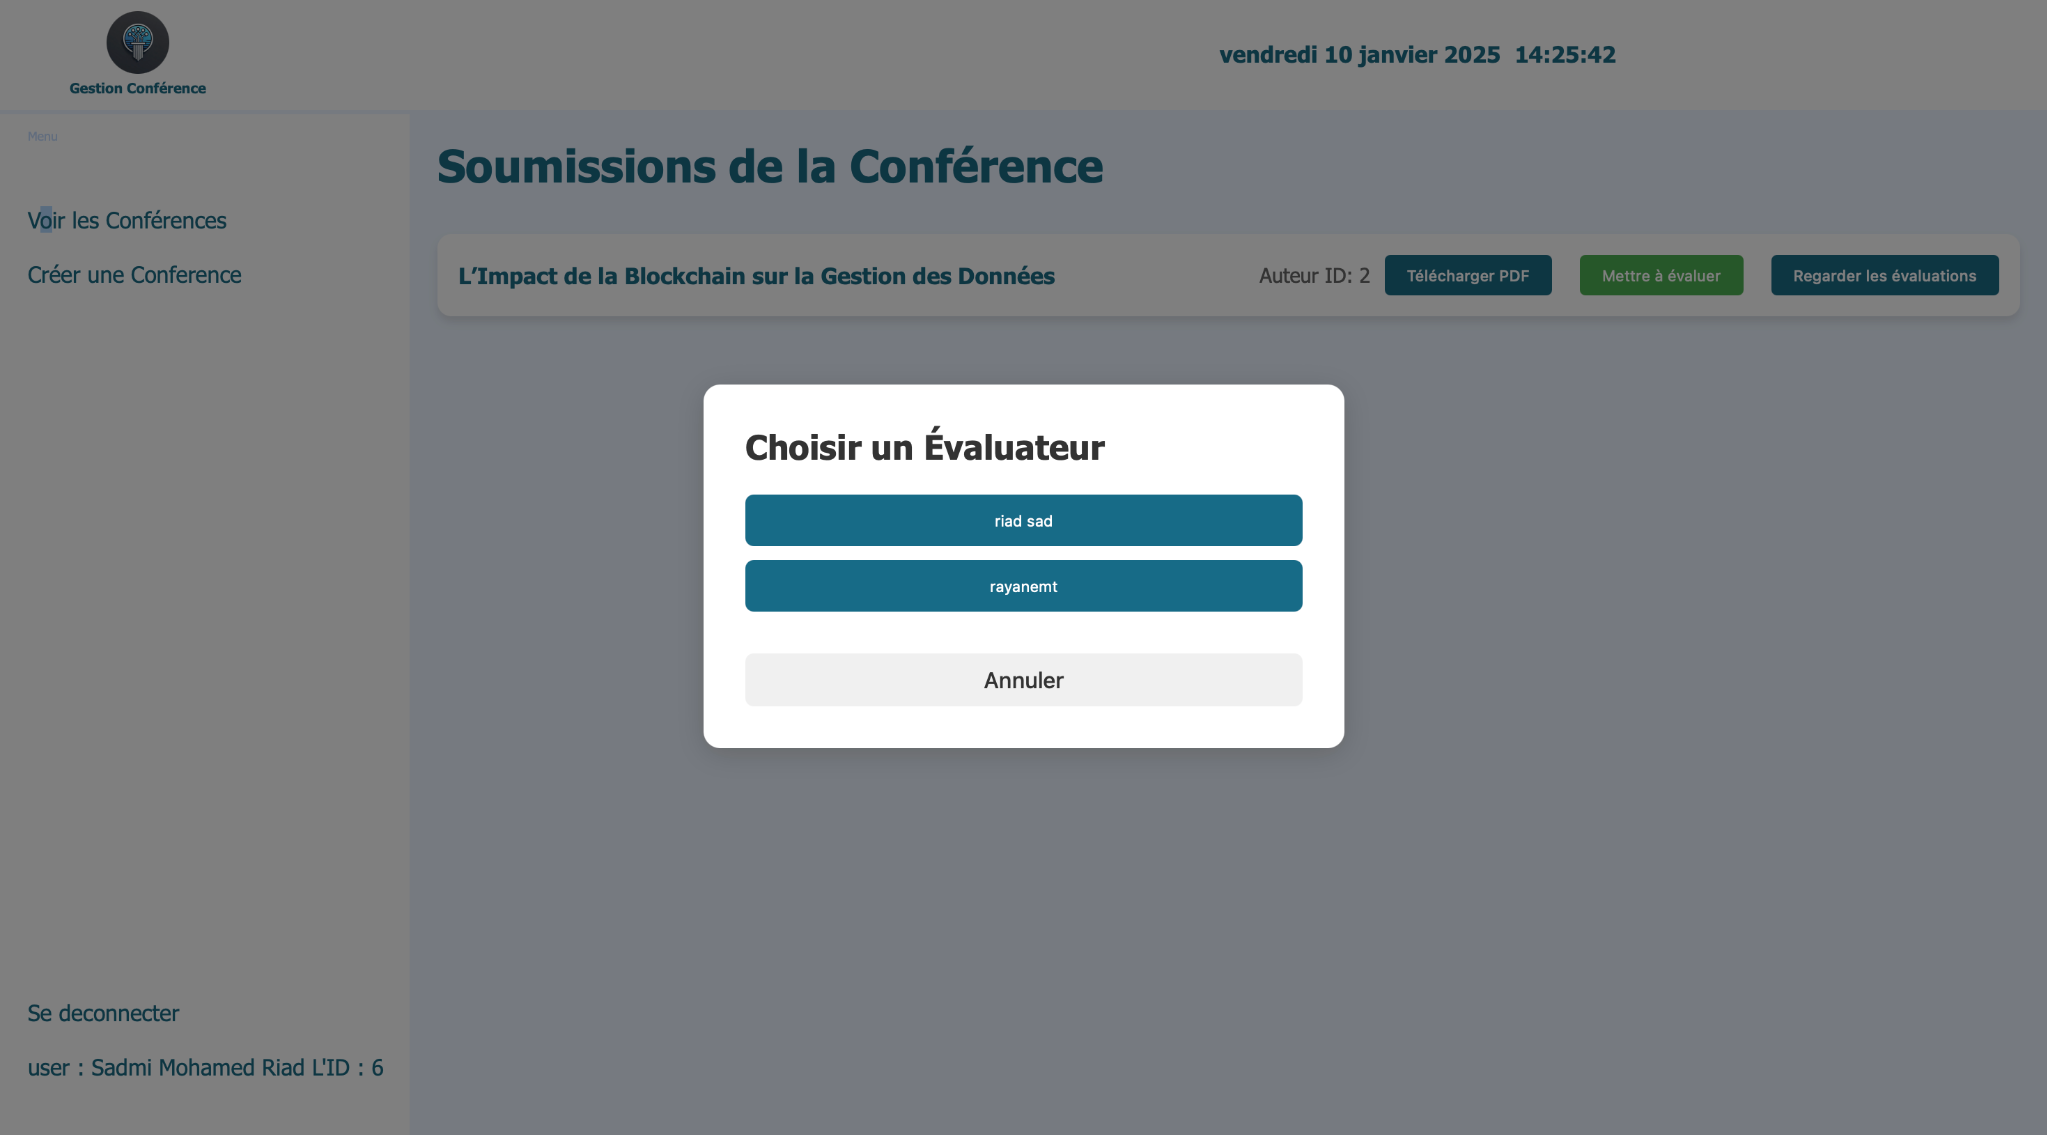 Gestion Conférence
vendredi 10 janvier 2025 14:25:42
Menu
Voir les Conférences
Créer une Conference
Se deconnecter
user : Sadmi Mohamed Riad L'ID : 6
Soumissions de la Conférence
L’Impact de la Blockchain sur la Gestion des Données
Auteur ID: 2
Télécharger PDF
Mettre à évaluer
Regarder les évaluations
Choisir un Évaluateur
riad sad
rayanemt
Annuler